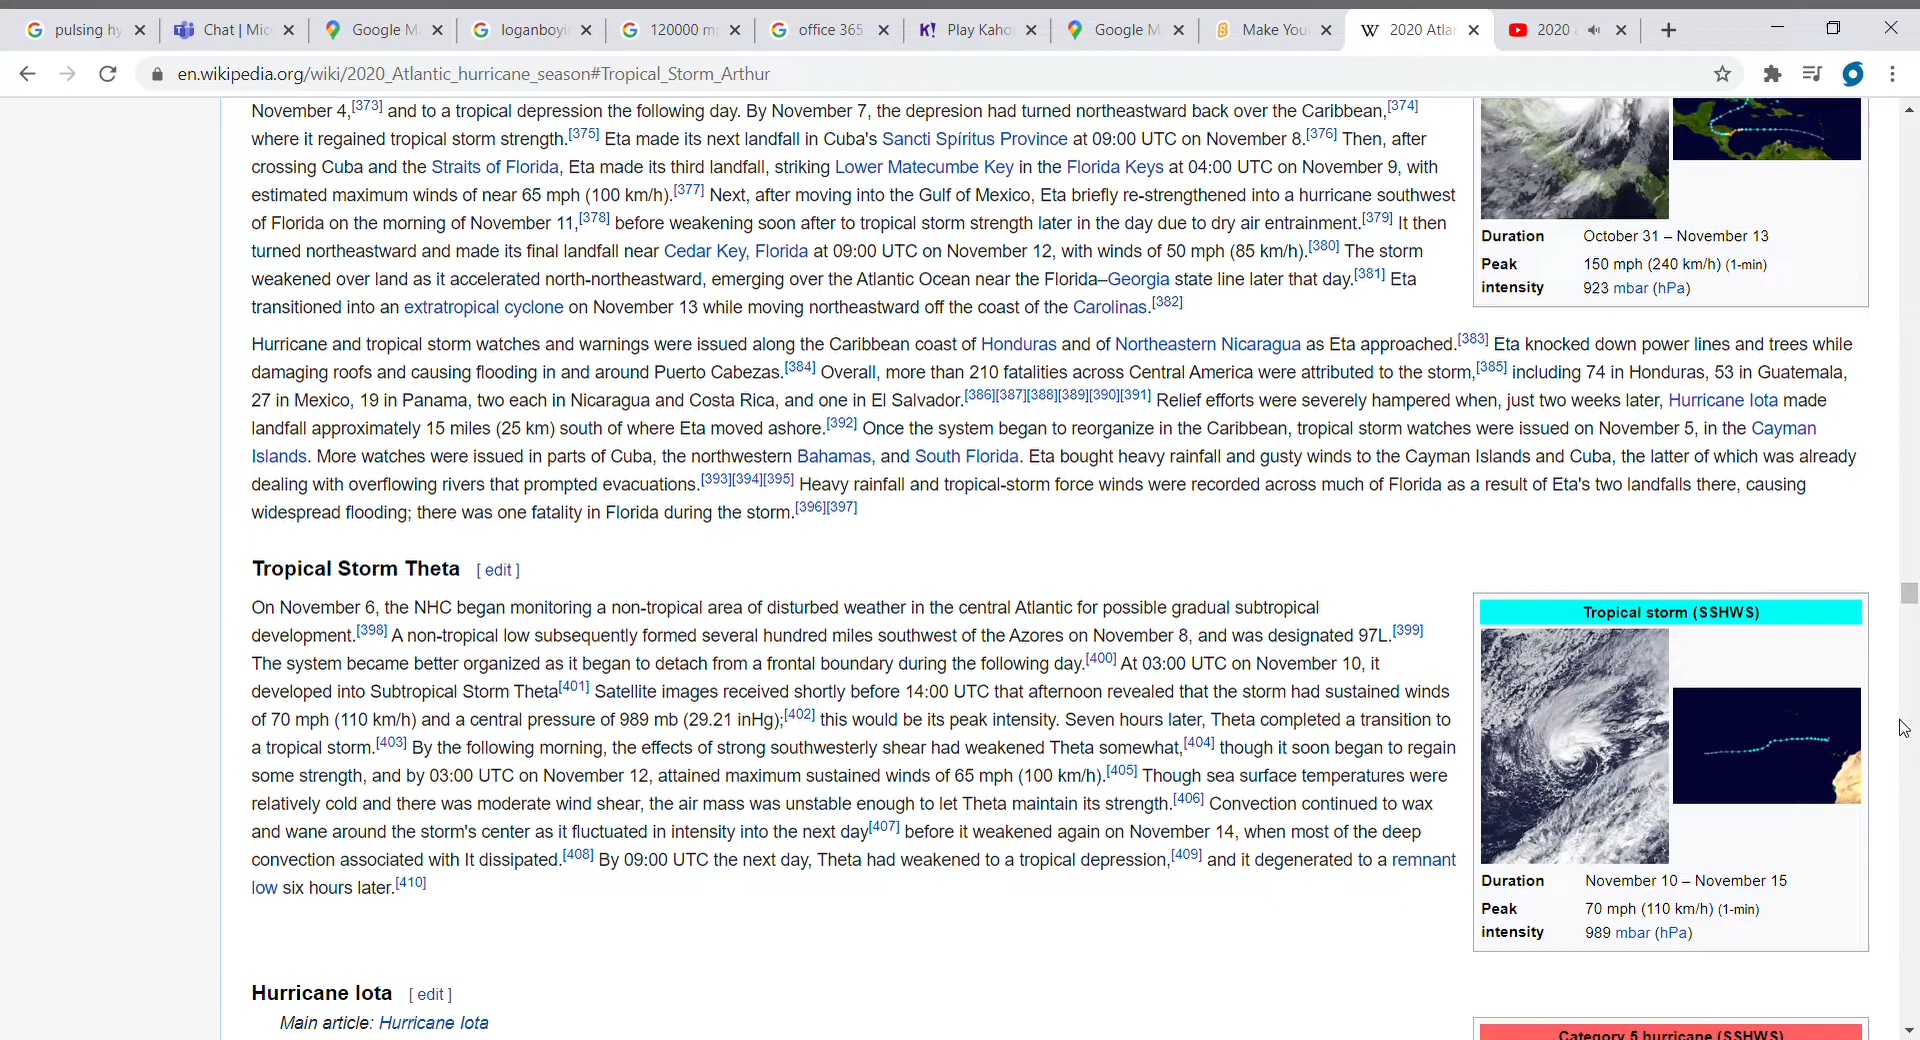 pulsing hy
Chat | Mic
Google M
loganboyi
120000 m
office 365
Play Kaho
Google M
Make You
2020 Atla
2020
en.wikipedia.org/wiki/2020_Atlantic_hurricane_season#Tropical_Storm_Arthur
November 4,[373] and to a tropical depression the following day. By November 7, the depresion had turned northeastward back over the Caribbean,[374]
where it regained tropical storm strength.[375] Eta made its next landfall in Cuba's Sancti Spíritus Province at 09:00 UTC on November 8.[376] Then, after
crossing Cuba and the Straits of Florida, Eta made its third landfall, striking Lower Matecumbe Key in the Florida Keys at 04:00 UTC on November 9, with
estimated maximum winds of near 65 mph (100 km/h).[377] Next, after moving into the Gulf of Mexico, Eta briefly re-strengthened into a hurricane southwest
of Florida on the morning of November 11,[378] before weakening soon after to tropical storm strength later in the day due to dry air entrainment.[379] It then
turned northeastward and made its final landfall near Cedar Key, Florida at 09:00 UTC on November 12, with winds of 50 mph (85 km/h).[380] The storm
weakened over land as it accelerated north-northeastward, emerging over the Atlantic Ocean near the Florida–Georgia state line later that day.[381] Eta
transitioned into an extratropical cyclone on November 13 while moving northeastward off the coast of the Carolinas.[382]
Duration October 31 – November 13
Peak intensity 150 mph (240 km/h) (1-min)
923 mbar (hPa)
Hurricane and tropical storm watches and warnings were issued along the Caribbean coast of Honduras and of Northeastern Nicaragua as Eta approached.[383] Eta knocked down power lines and trees while
damaging roofs and causing flooding in and around Puerto Cabezas.[384] Overall, more than 210 fatalities across Central America were attributed to the storm,[385] including 74 in Honduras, 53 in Guatemala,
27 in Mexico, 19 in Panama, two each in Nicaragua and Costa Rica, and one in El Salvador.[386][387][388][389][390][391] Relief efforts were severely hampered when, just two weeks later, Hurricane Iota made
landfall approximately 15 miles (25 km) south of where Eta moved ashore.[392] Once the system began to reorganize in the Caribbean, tropical storm watches were issued on November 5, in the Cayman
Islands. More watches were issued in parts of Cuba, the northwestern Bahamas, and South Florida. Eta bought heavy rainfall and gusty winds to the Cayman Islands and Cuba, the latter of which was already
dealing with overflowing rivers that prompted evacuations.[393][394][395] Heavy rainfall and tropical-storm force winds were recorded across much of Florida as a result of Eta's two landfalls there, causing
widespread flooding; there was one fatality in Florida during the storm.[396][397]
Tropical Storm Theta [ edit ]
On November 6, the NHC began monitoring a non-tropical area of disturbed weather in the central Atlantic for possible gradual subtropical
development.[398] A non-tropical low subsequently formed several hundred miles southwest of the Azores on November 8, and was designated 97L.[399]
The system became better organized as it began to detach from a frontal boundary during the following day.[400] At 03:00 UTC on November 10, it
developed into Subtropical Storm Theta[401] Satellite images received shortly before 14:00 UTC that afternoon revealed that the storm had sustained winds
of 70 mph (110 km/h) and a central pressure of 989 mb (29.21 inHg);[402] this would be its peak intensity. Seven hours later, Theta completed a transition to
a tropical storm.[403] By the following morning, the effects of strong southwesterly shear had weakened Theta somewhat,[404] though it soon began to regain
some strength, and by 03:00 UTC on November 12, attained maximum sustained winds of 65 mph (100 km/h).[405] Though sea surface temperatures were
relatively cold and there was moderate wind shear, the air mass was unstable enough to let Theta maintain its strength.[406] Convection continued to wax
and wane around the storm's center as it fluctuated in intensity into the next day[407] before it weakened again on November 14, when most of the deep
convection associated with It dissipated.[408] By 09:00 UTC the next day, Theta had weakened to a tropical depression,[409] and it degenerated to a remnant
low six hours later.[410]
Tropical storm (SSHWS)
Duration November 10 – November 15
Peak intensity 70 mph (110 km/h) (1-min)
989 mbar (hPa)
Hurricane Iota [ edit ]
Main article: Hurricane Iota
Category 5 hurricane (SSHWS)